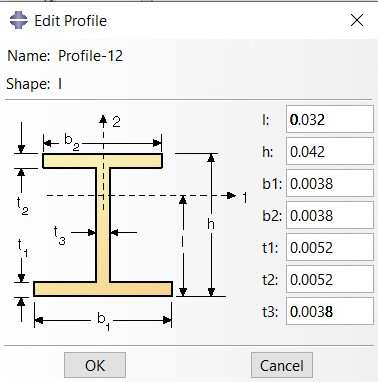 Edit Profile
Name: Profile-12
Shape: I
2
b2
1
t2
h
t3
l
t1
b1
l: 0.032
h: 0.042
b1: 0.0038
b2: 0.0038
t1: 0.0052
t2: 0.0052
t3: 0.0038
OK Cancel